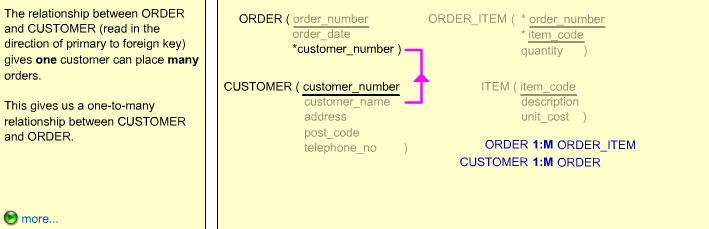 The relationship between ORDER
and CUSTOMER (read in the
direction of primary to foreign key)
gives one customer can place many
orders.
This gives us a one-to-many
relationship between CUSTOMER
and ORDER.
more...
ORDER ( order_number
order_date
*customer_number )
CUSTOMER ( customer_number
customer_name
address
post_code
telephone_no )
ORDER_ITEM ( * order_number
* item_code
quantity )
ITEM ( item_code
description
unit_cost )
ORDER 1:M ORDER_ITEM
CUSTOMER 1:M ORDER